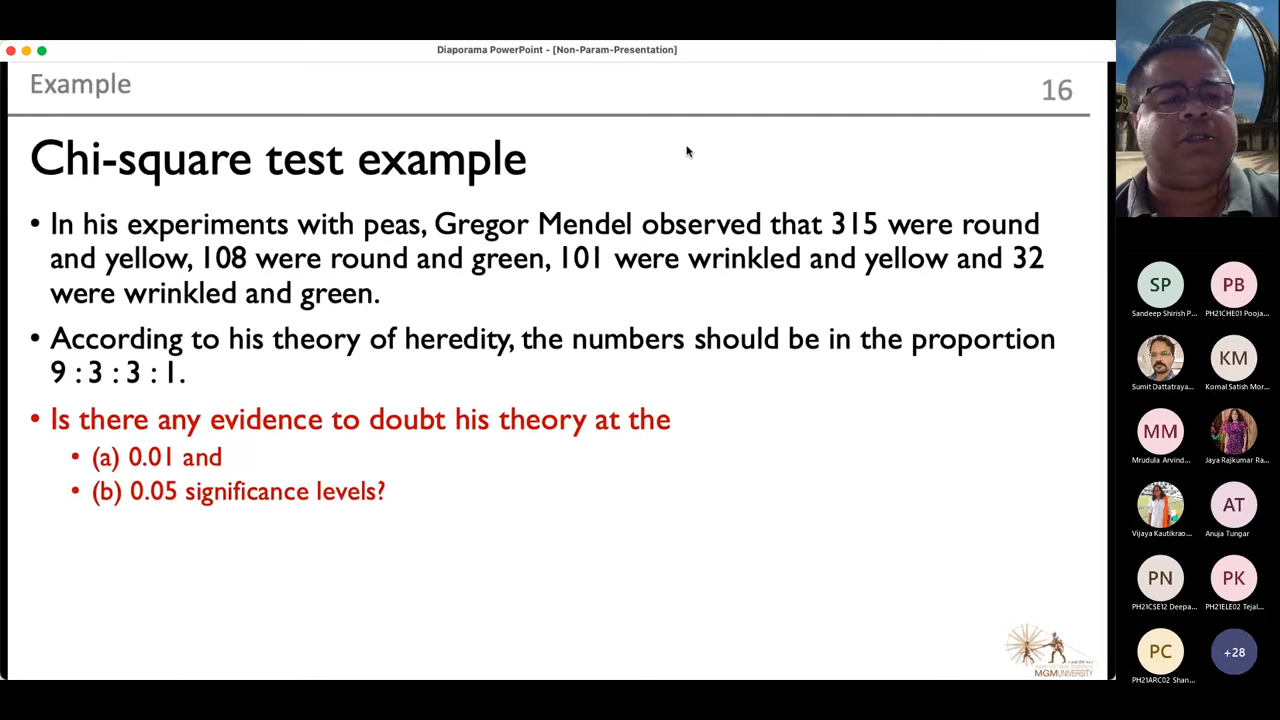 Diaporama PowerPoint - [Non-Param-Presentation]
Example
16
Chi-square test example
• In his experiments with peas, Gregor Mendel observed that 315 were round
and yellow, 108 were round and green, 101 were wrinkled and yellow and 32
were wrinkled and green.
• According to his theory of heredity, the numbers should be in the proportion
9 : 3 : 3 : 1.
• Is there any evidence to doubt his theory at the
• (a) 0.01 and
• (b) 0.05 significance levels?
MGMUNIVERSITY
SP
PB
Sandeep Shirish P...
PH21CHE01 Pooja...
KM
Sumit Dattatraya...
Komal Satish Mor...
MM
Mrudula Arvind...
Jaya Rajkumar Ra...
AT
Vijaya Kautikrao...
Anuja Tungar
PN
PK
PH21CSE12 Deepa...
PH21ELE02 Tejal...
PC
+28
PH21ARC02 Shan...